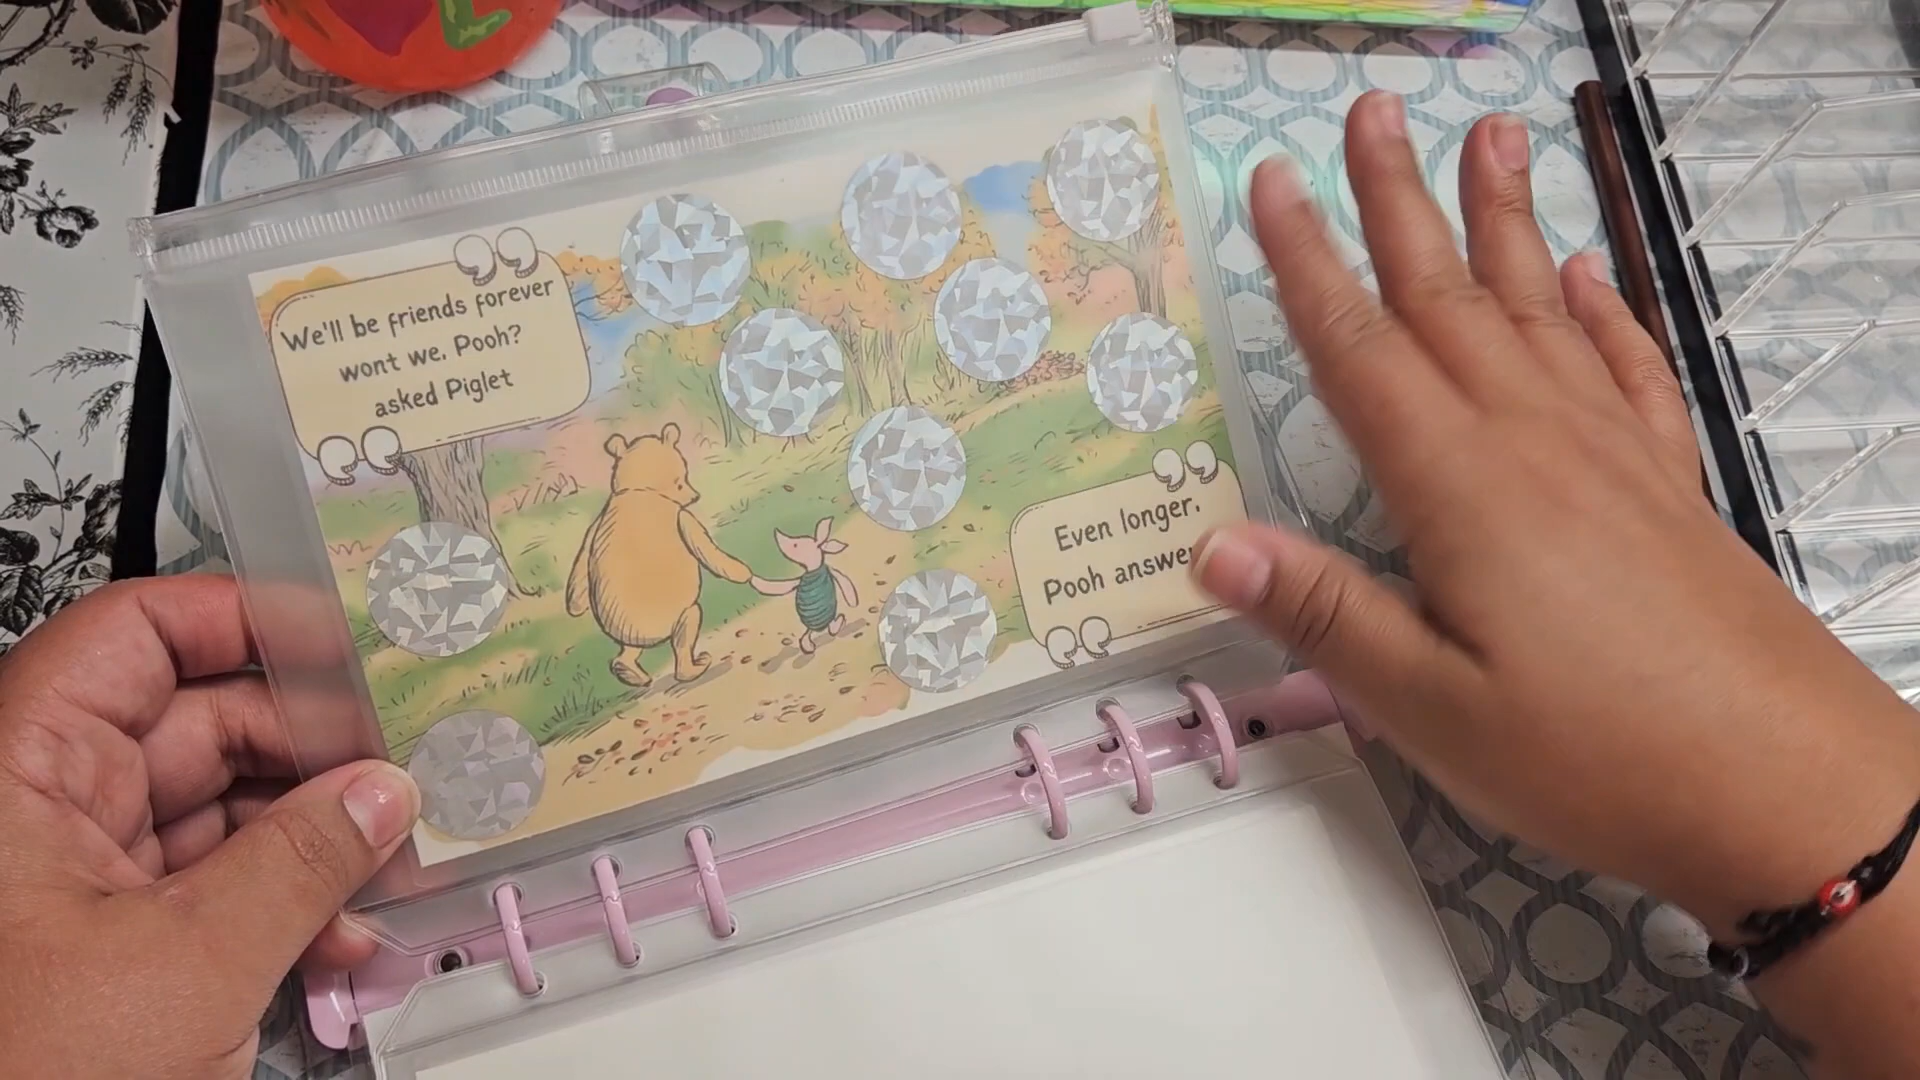 We'll be friends forever
wont we, Pooh?
asked Piglet
Even longer,
Pooh answe